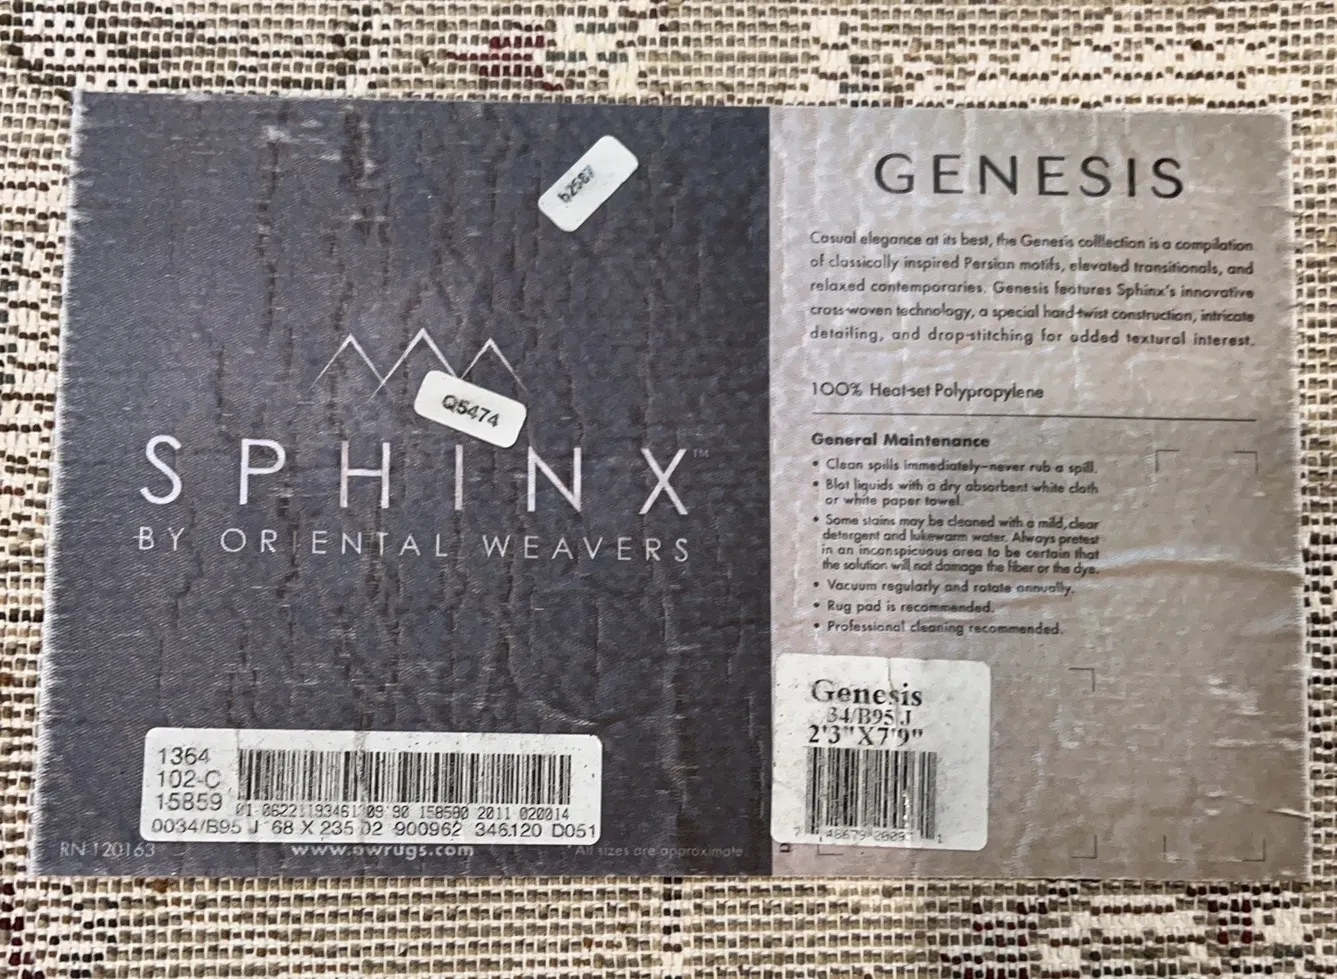 Q5474
SPHINX™
BY ORIENTAL WEAVERS
1364
102-C
15859
0034/B95 J 68 X 235 02 900962 346.120 D051
RN 120163
www.owrugs.com
All sizes are approximate.
GENESIS
Casual elegance at its best, the Genesis colllection is a compilation
of classically inspired Persian motifs, elevated transitionals, and
relaxed contemporaries. Genesis features Sphinx's innovative
cross-woven technology, a special hard-twist construction, intricate
detailing, and drop-stitching for added textural interest.
100% Heat-set Polypropylene
General Maintenance
• Clean spills immediately–never rub a spill.
• Blot liquids with a dry absorbent white cloth
or white paper towel.
• Some stains may be cleaned with a mild, clear
detergent and lukewarm water. Always pretest
in an inconspicuous area to be certain that
the solution will not damage the fiber or the dye.
• Vacuum regularly and rotate annually.
• Rug pad is recommended.
• Professional cleaning recommended.
Genesis
34/B95 J
2'3"X7'9"